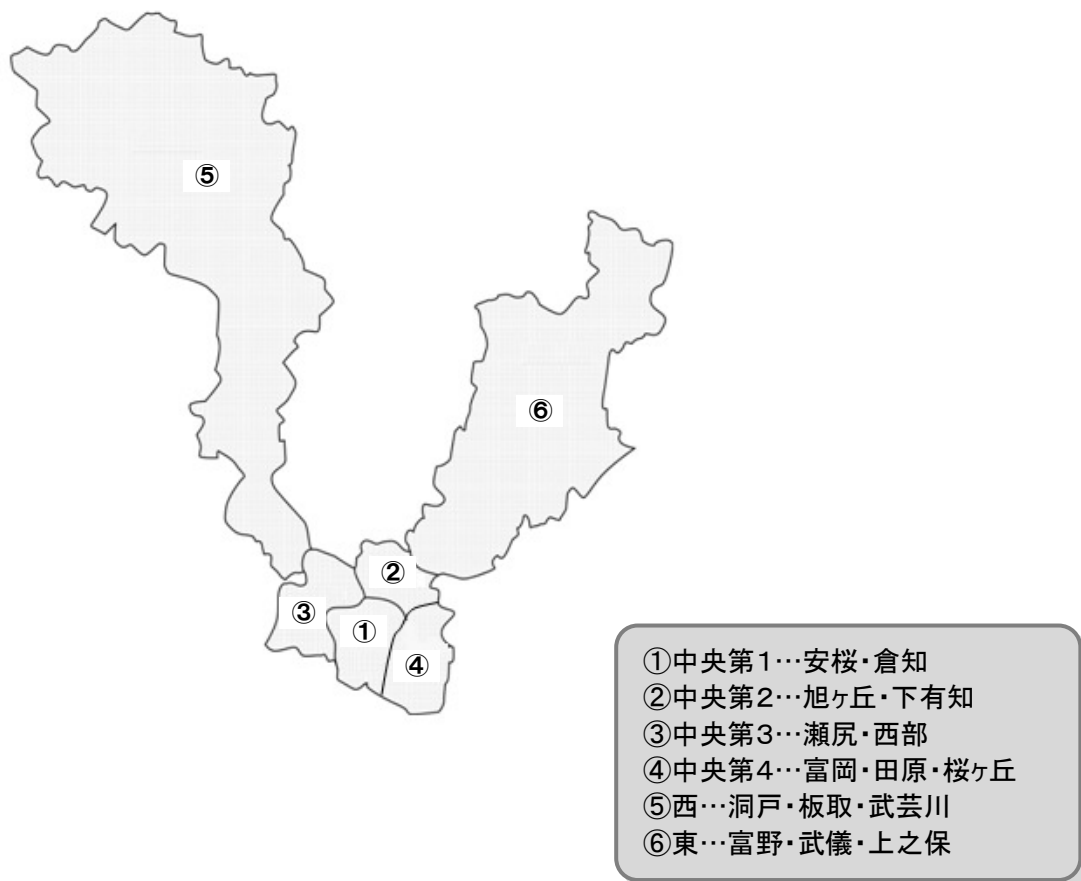 ⑤
⑥
②
③
①
④
①中央第1…安桜・倉知
②中央第2…旭ヶ丘・下有知
③中央第3…瀬尻・西部
④中央第4…富岡・田原・桜ヶ丘
⑤西…洞戸・板取・武芸川
⑥東…富野・武儀・上之保